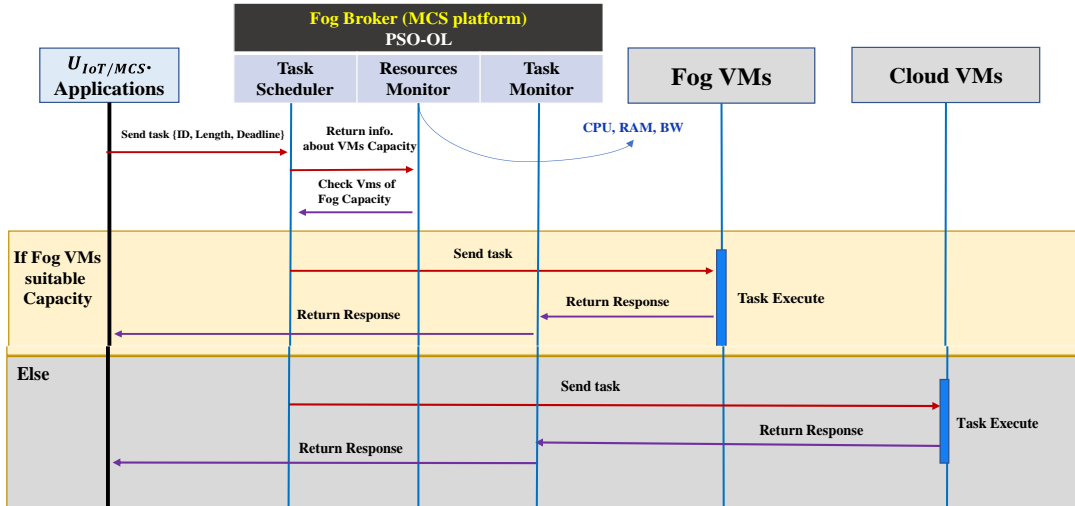 Fog Broker (MCS platform)
PSO-OL
U_{IoT/MCS}.
Applications
Task
Scheduler
Resources
Monitor
Task
Monitor
Fog VMs
Cloud VMs
Send task {ID, Length, Deadline}
Return info.
about VMs Capacity
CPU, RAM, BW
Check Vms of
Fog Capacity
If Fog VMs
suitable
Capacity
Send task
Return Response
Task Execute
Return Response
Else
Send task
Return Response
Task Execute
Return Response